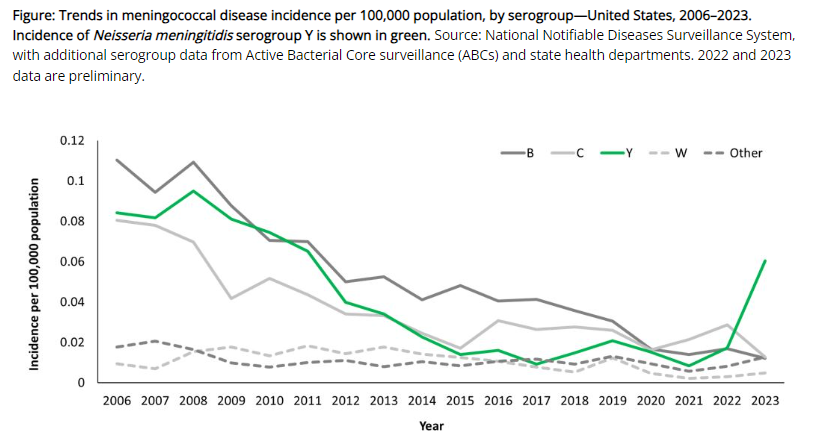 Figure: Trends in meningococcal disease incidence per 100,000 population, by serogroup—United States, 2006–2023.
Incidence of Neisseria meningitidis serogroup Y is shown in green. Source: National Notifiable Diseases Surveillance System,
with additional serogroup data from Active Bacterial Core surveillance (ABCs) and state health departments. 2022 and 2023
data are preliminary.
0.12
B C Y W Other
0.1
0.08
0.06
0.04
0.02
0
Incidence per 100,000 population
2006 2007 2008 2009 2010 2011 2012 2013 2014 2015 2016 2017 2018 2019 2020 2021 2022 2023
Year